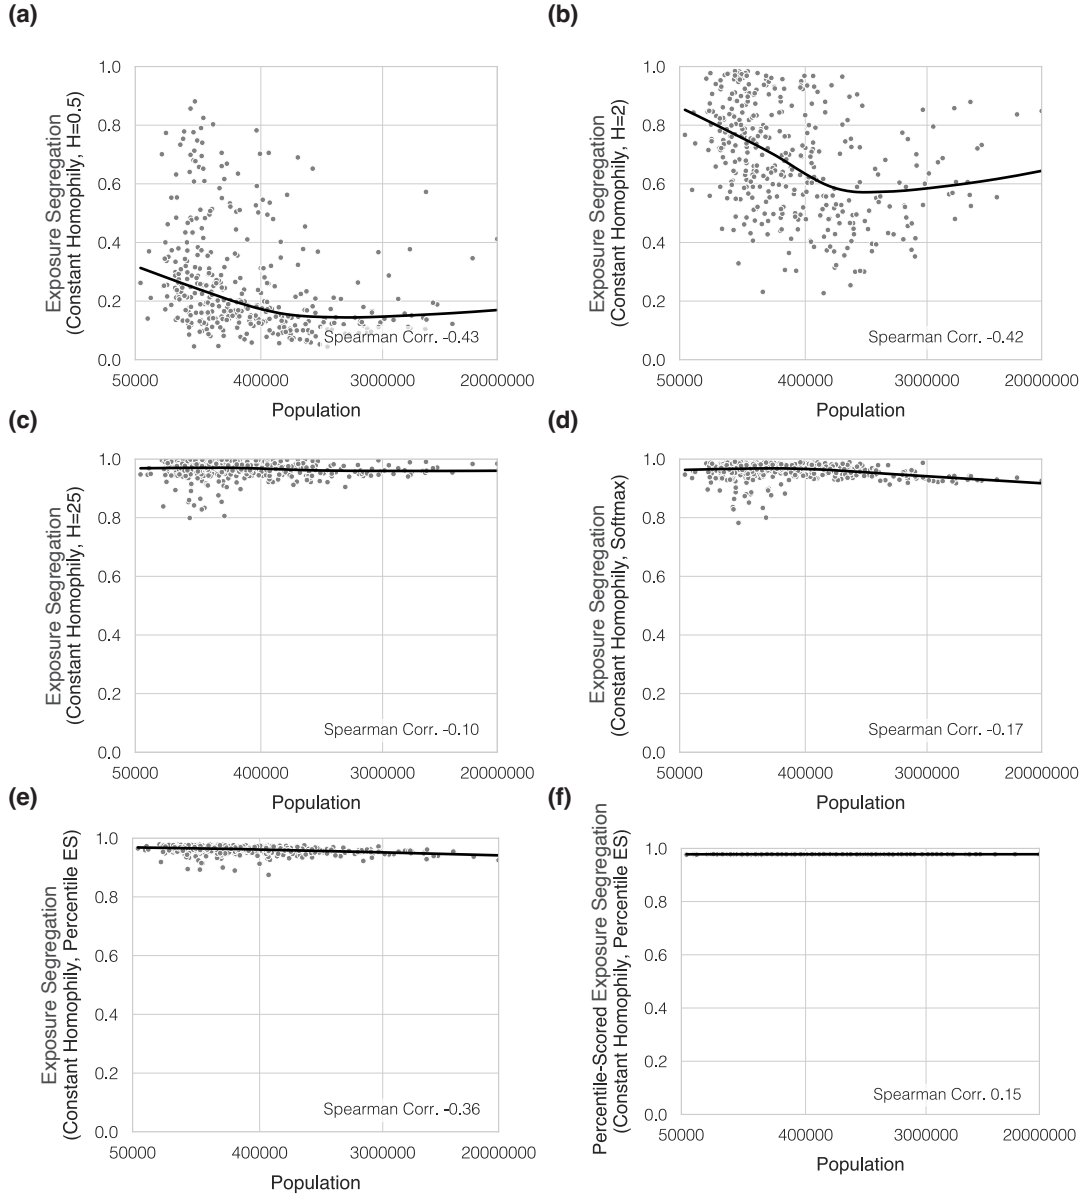 (a)
1.0
0.8
0.6
0.4
0.2
0.0
Exposure Segregation
(Constant Homophily, H=0.5)
Spearman Corr. -0.43
50000 400000 3000000 20000000
Population
(b)
1.0
0.8
0.6
0.4
0.2
0.0
Exposure Segregation
(Constant Homophily, H=2)
Spearman Corr. -0.42
50000 400000 3000000 20000000
Population
(c)
1.0
0.8
0.6
0.4
0.2
0.0
Exposure Segregation
(Constant Homophily, H=25)
Spearman Corr. -0.10
50000 400000 3000000 20000000
Population
(d)
1.0
0.8
0.6
0.4
0.2
0.0
Exposure Segregation
(Constant Homophily, Softmax)
Spearman Corr. -0.17
50000 400000 3000000 20000000
Population
(e)
1.0
0.8
0.6
0.4
0.2
0.0
Exposure Segregation
(Constant Homophily, Percentile ES)
Spearman Corr. -0.36
50000 400000 3000000 20000000
Population
(f)
1.0
0.8
0.6
0.4
0.2
0.0
Percentile-Scored Exposure Segregation
(Constant Homophily, Percentile ES)
Spearman Corr. 0.15
50000 400000 3000000 20000000
Population